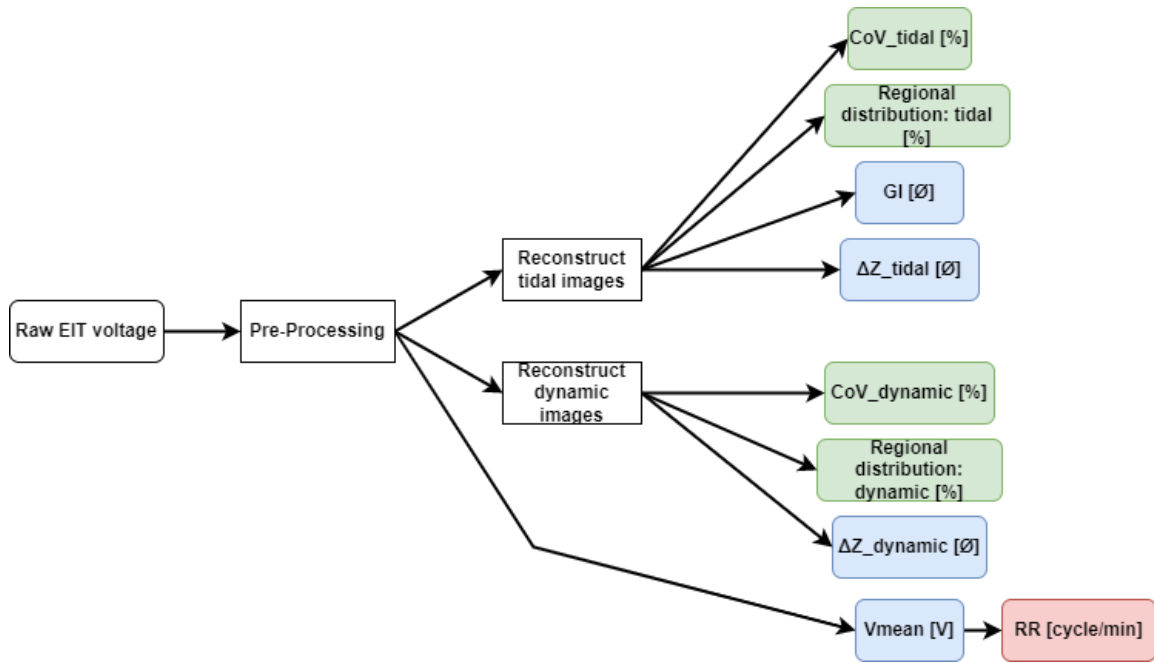 CoV_tidal [%]
Regional
distribution: tidal
[%]
GI [Ø]
Reconstruct
tidal images
ΔZ_tidal [Ø]
Raw EIT voltage
Pre-Processing
Reconstruct
dynamic
images
CoV_dynamic [%]
Regional
distribution:
dynamic [%]
ΔZ_dynamic [Ø]
Vmean [V]
RR [cycle/min]